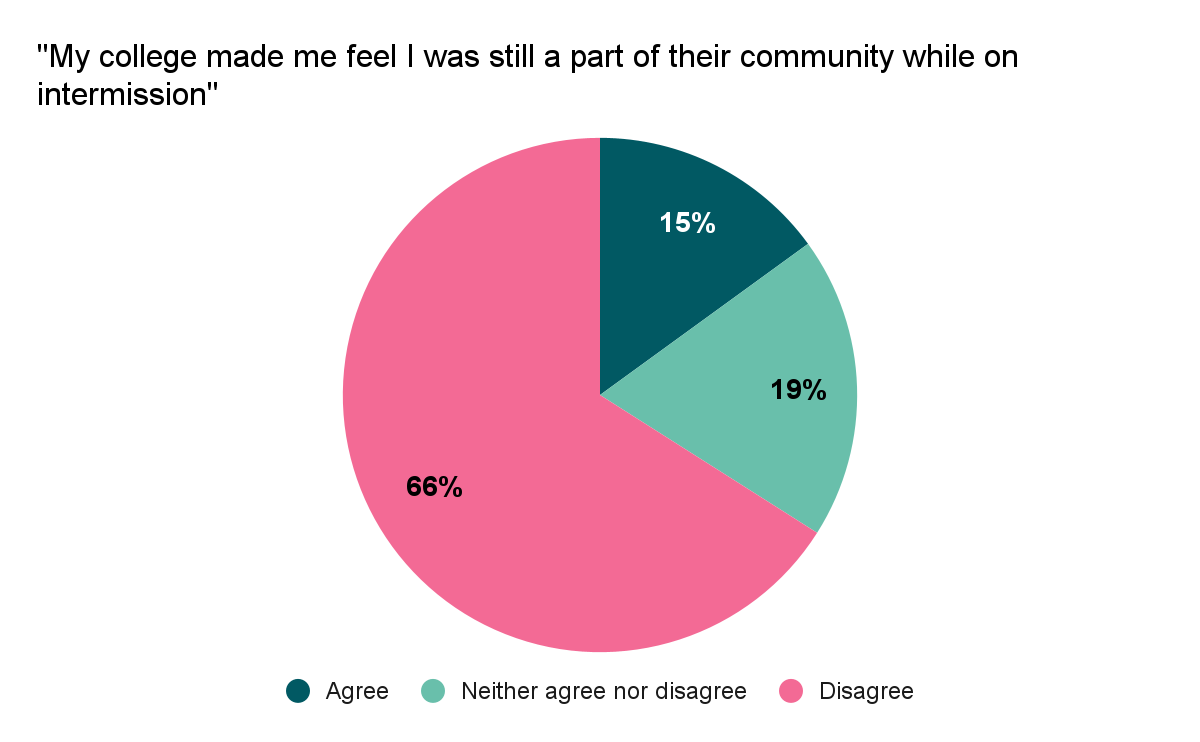 "My college made me feel I was still a part of their community while on
intermission"
15%
19%
66%
Agree
Neither agree nor disagree
Disagree